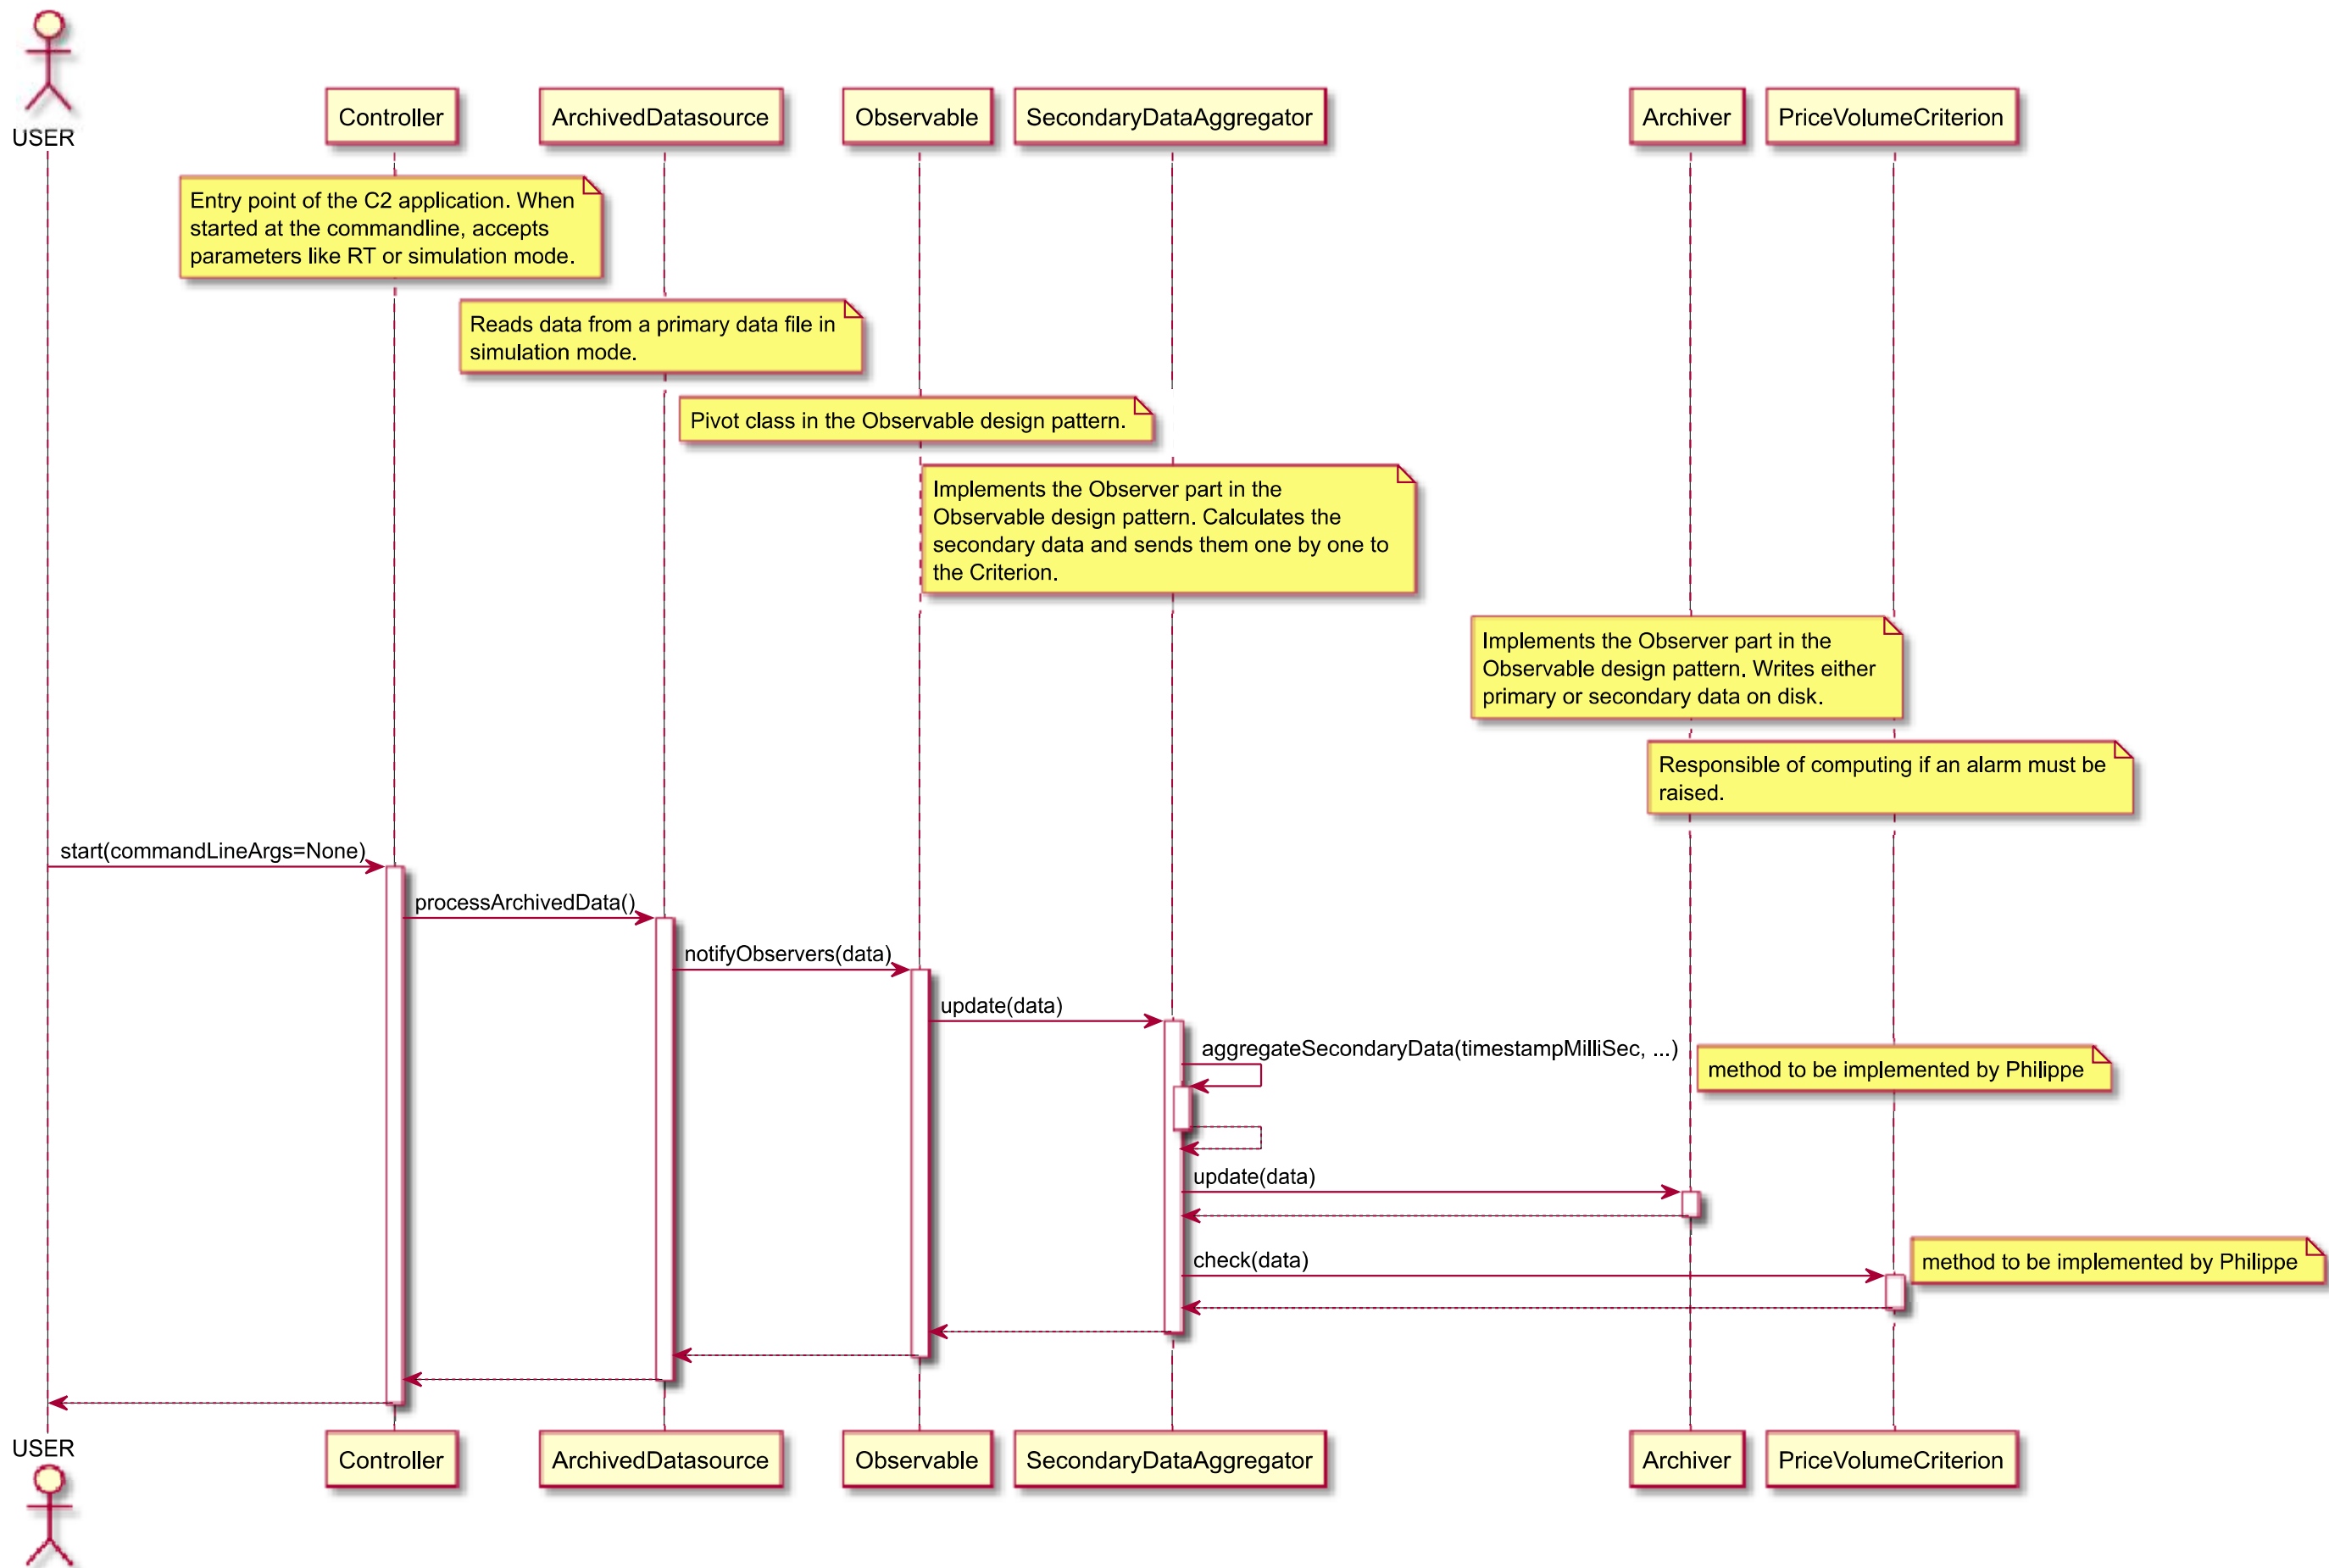 USER
Controller
ArchivedDatasource
Observable
SecondaryDataAggregator
Archiver
PriceVolumeCriterion
Entry point of the C2 application. When
started at the commandline, accepts
parameters like RT or simulation mode.
Reads data from a primary data file in
simulation mode.
Pivot class in the Observable design pattern.
Implements the Observer part in the
Observable design pattern. Calculates the
secondary data and sends them one by one to
the Criterion.
Implements the Observer part in the
Observable design pattern. Writes either
primary or secondary data on disk.
Responsible of computing if an alarm must be
raised.
start(commandLineArgs=None)
processArchivedData()
notifyObservers(data)
update(data)
aggregateSecondaryData(timestampMilliSec, ...)
method to be implemented by Philippe
update(data)
check(data)
method to be implemented by Philippe
USER
Controller
ArchivedDatasource
Observable
SecondaryDataAggregator
Archiver
PriceVolumeCriterion